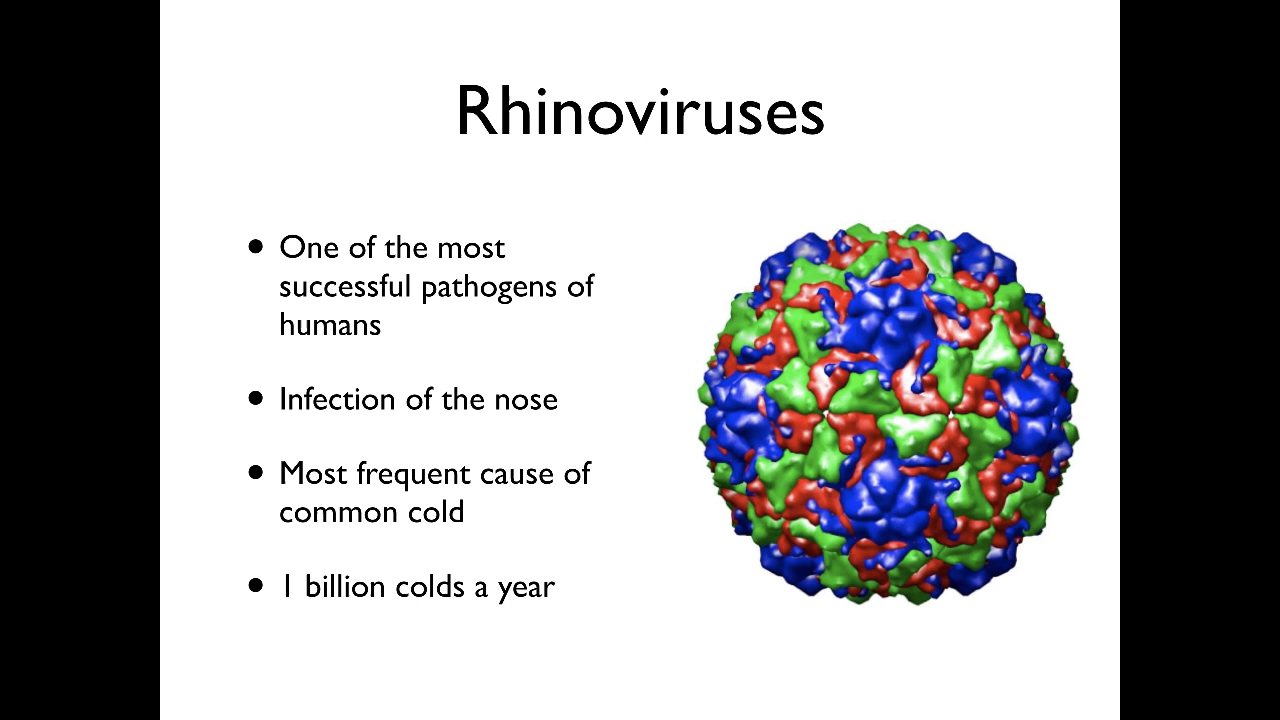 Rhinoviruses
• One of the most
successful pathogens of
humans
• Infection of the nose
• Most frequent cause of
common cold
• 1 billion colds a year